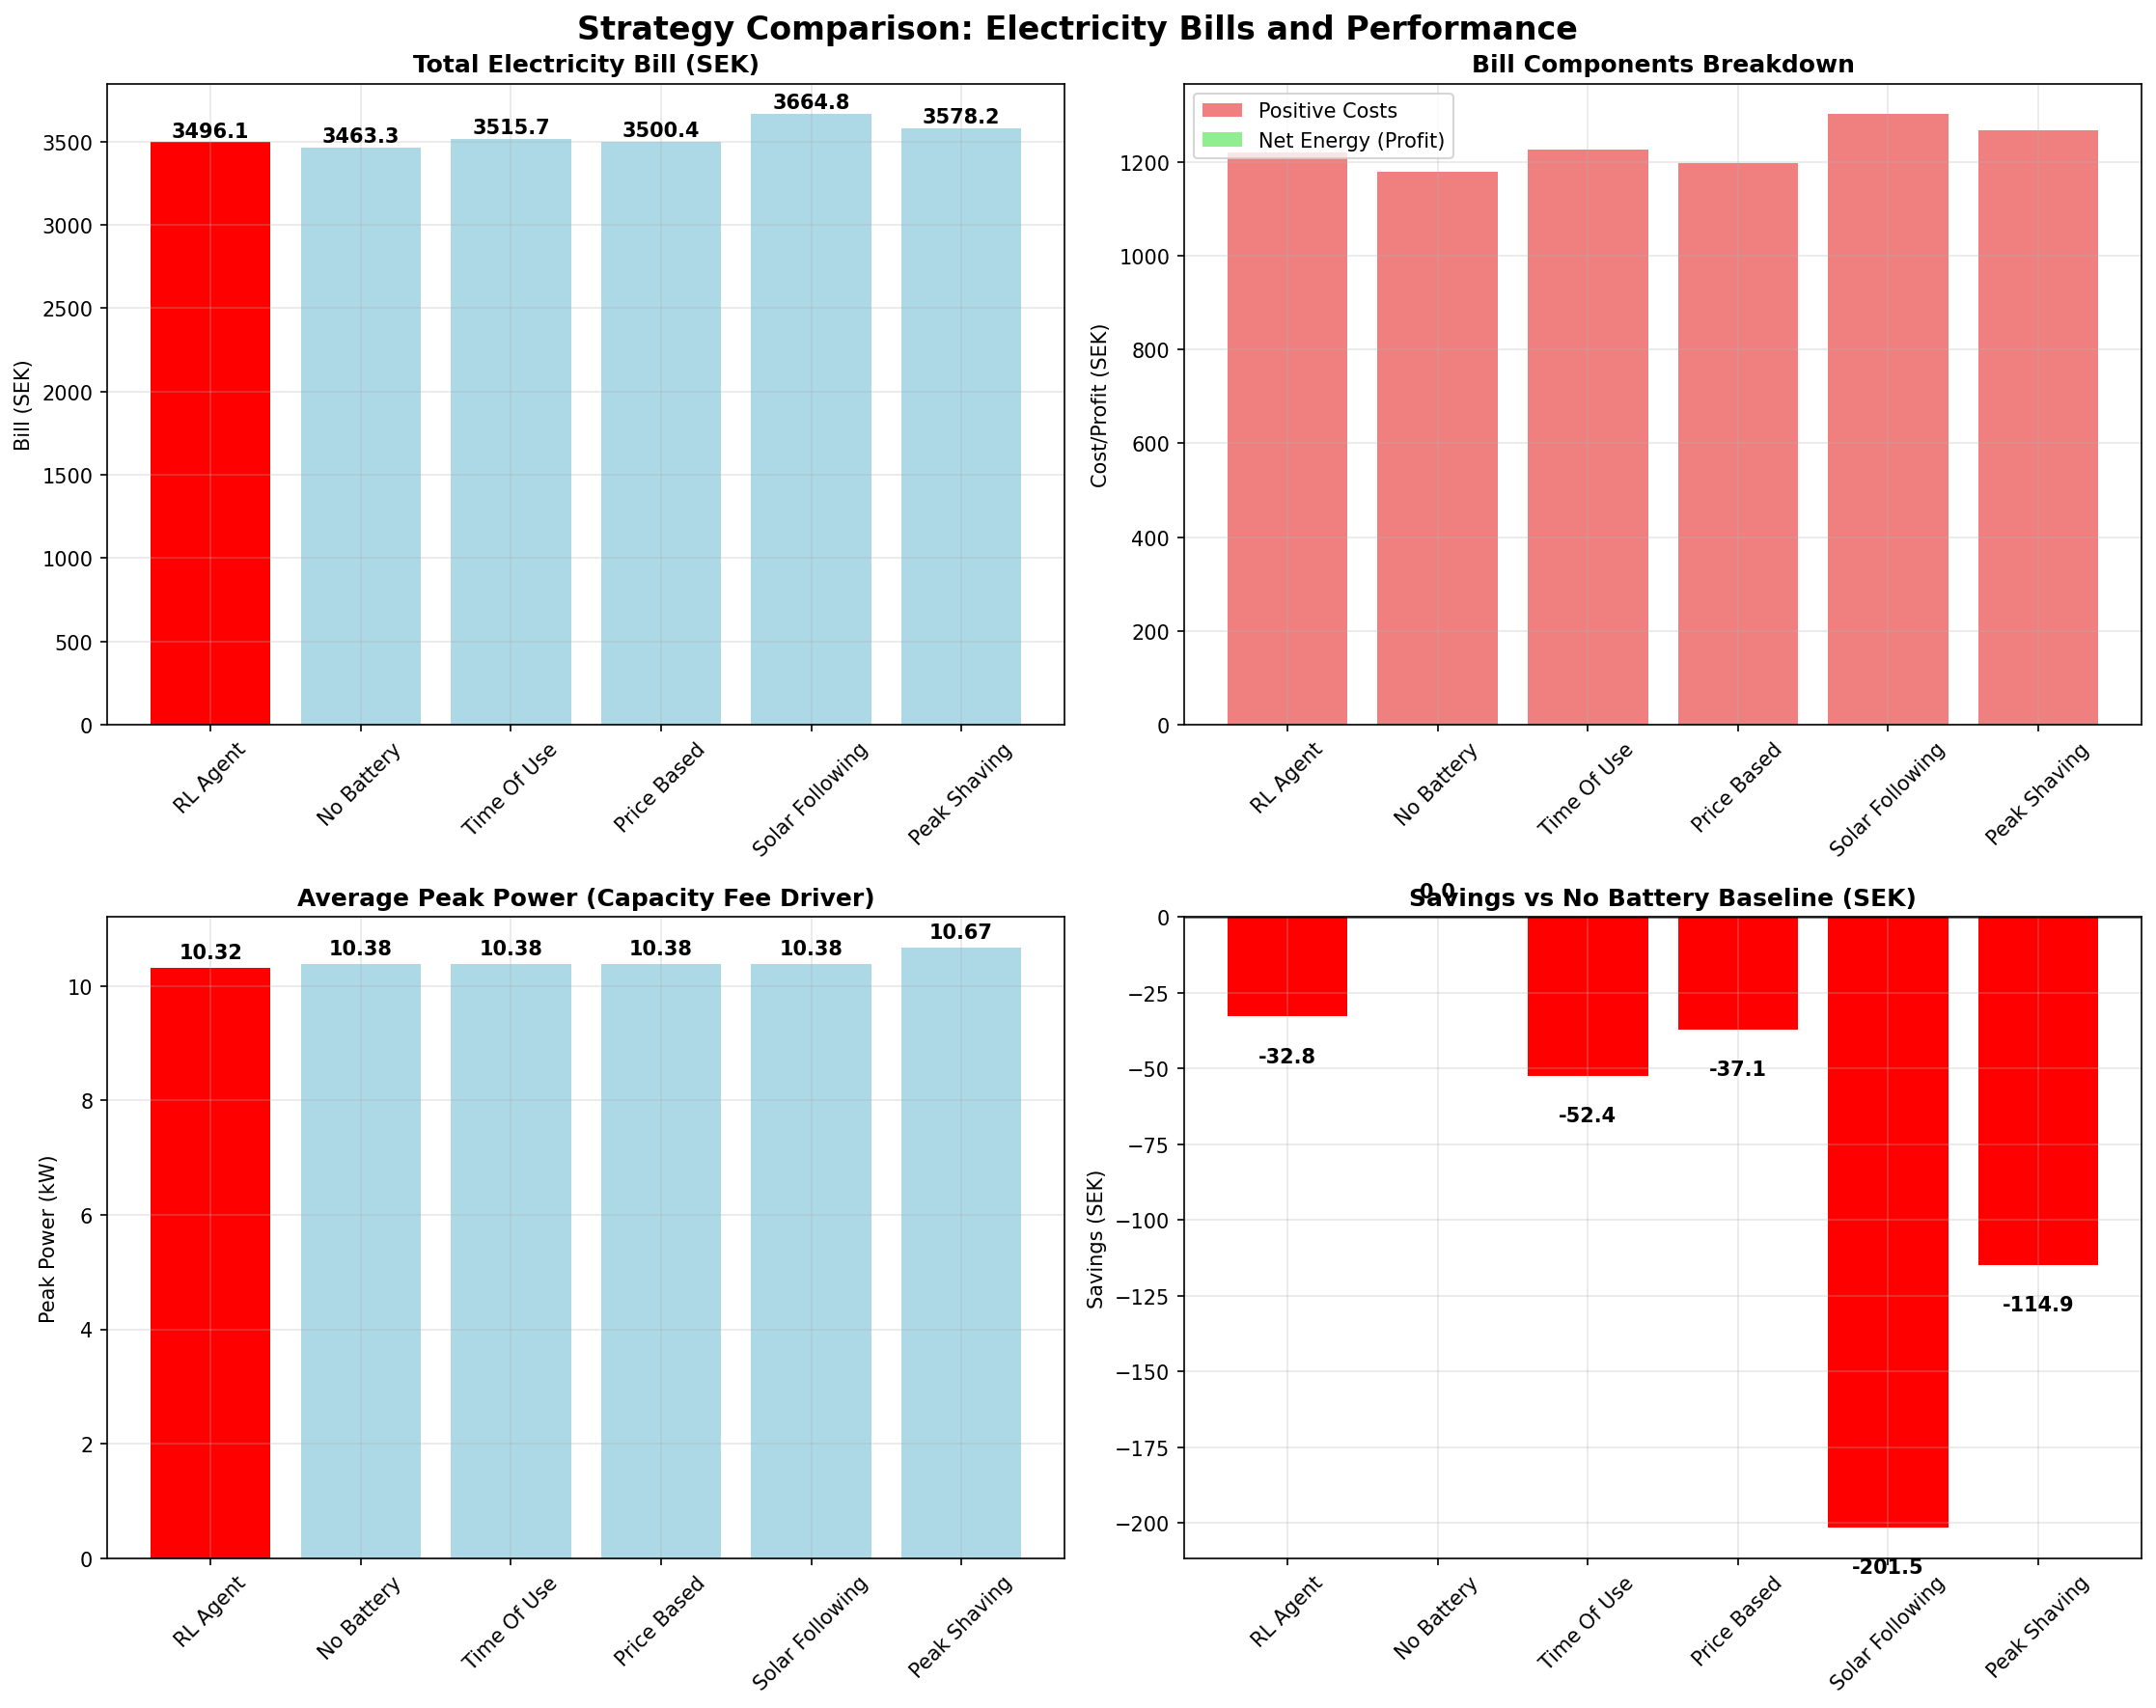 Strategy Comparison: Electricity Bills and Performance
Total Electricity Bill (SEK)
Bill (SEK)
3500
3000
2500
2000
1500
1000
500
0
3496.1
3463.3
3515.7
3500.4
3664.8
3578.2
RL Agent
No Battery
Time Of Use
Price Based
Solar Following
Peak Shaving
Bill Components Breakdown
Positive Costs
Net Energy (Profit)
Cost/Profit (SEK)
1200
1000
800
600
400
200
0
RL Agent
No Battery
Time Of Use
Price Based
Solar Following
Peak Shaving
Average Peak Power (Capacity Fee Driver)
Peak Power (kW)
10
8
6
4
2
0
10.32
10.38
10.38
10.38
10.38
10.67
RL Agent
No Battery
Time Of Use
Price Based
Solar Following
Peak Shaving
Savings vs No Battery Baseline (SEK)
Savings (SEK)
0
−25
−50
−75
−100
−125
−150
−175
−200
-32.8
0.0
-52.4
-37.1
-201.5
-114.9
RL Agent
No Battery
Time Of Use
Price Based
Solar Following
Peak Shaving